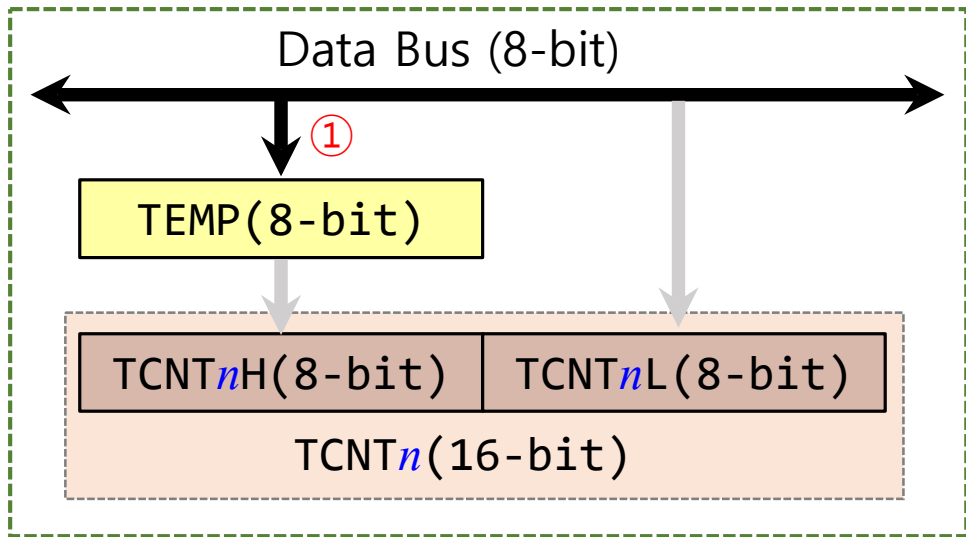 Data Bus (8-bit)
①
TEMP(8-bit)
TCNTnH(8-bit) TCNTnL(8-bit)
TCNTn(16-bit)